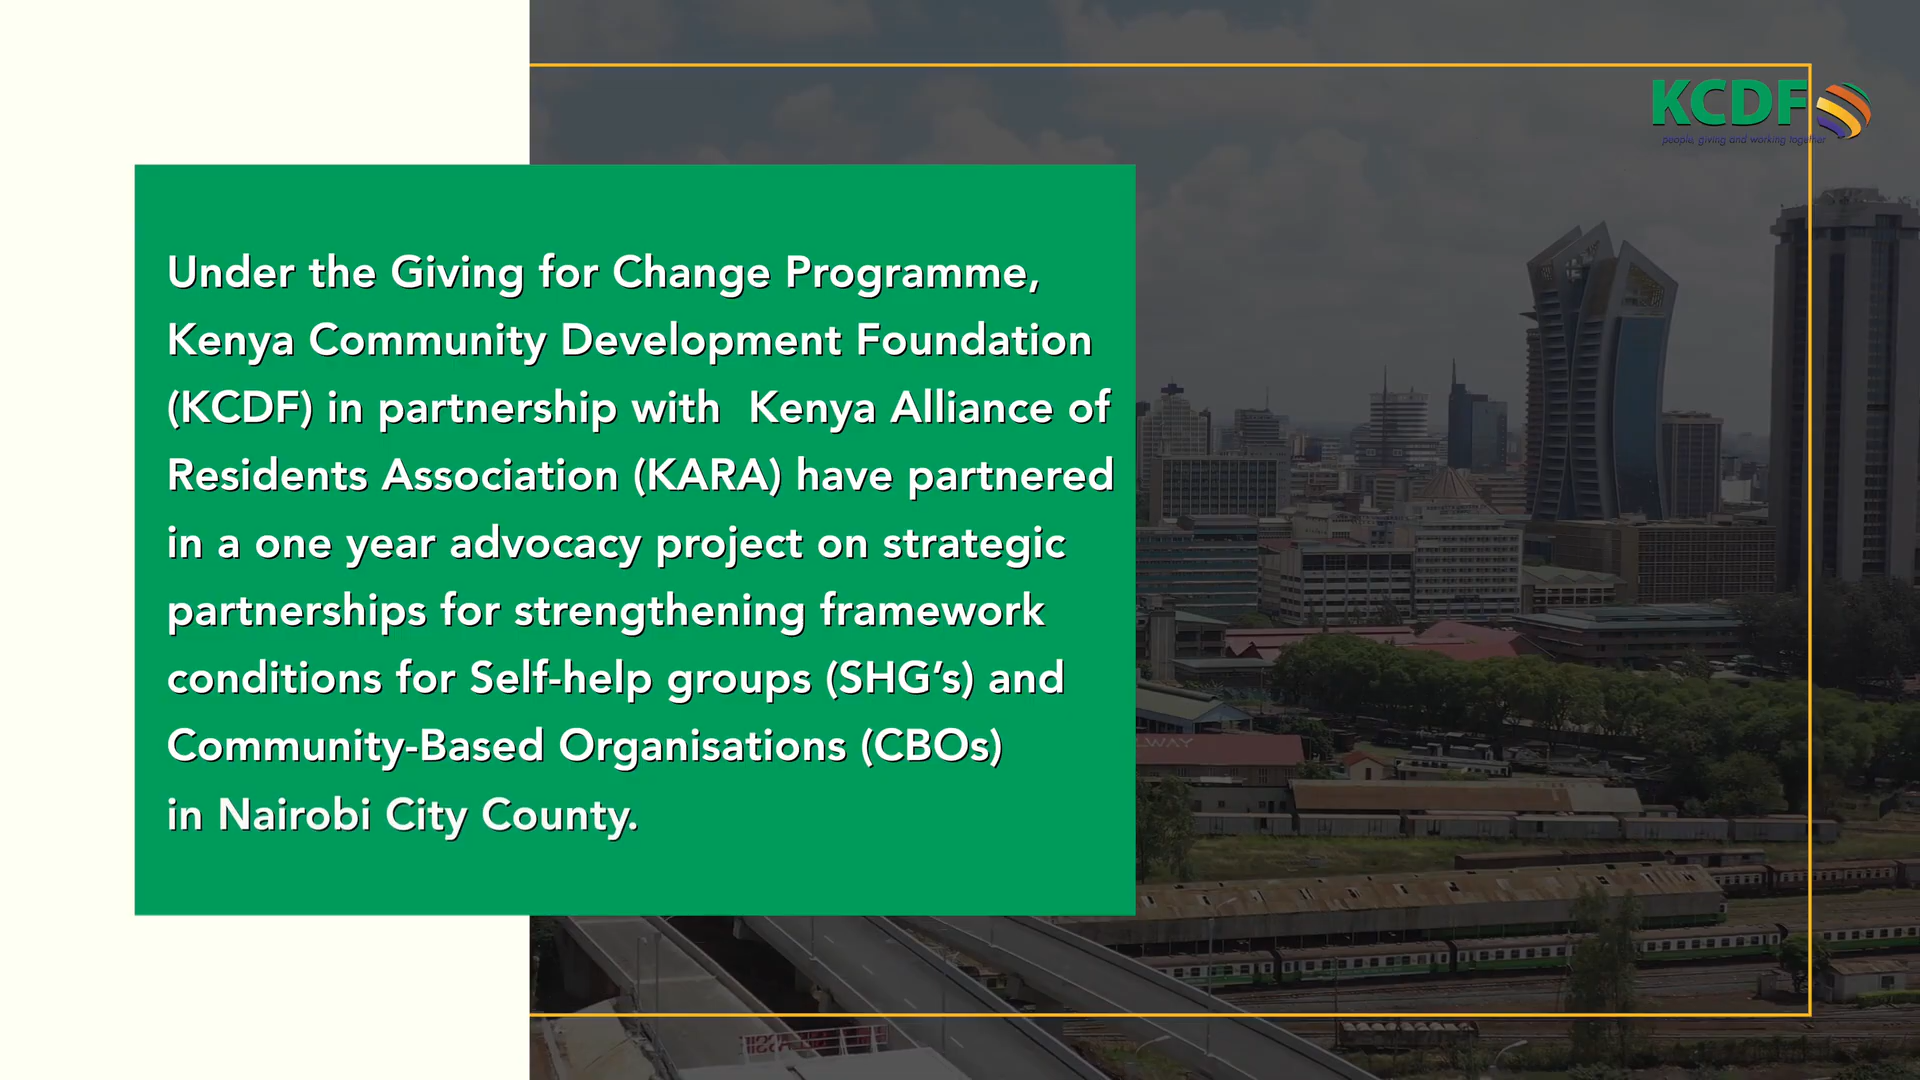 KCDF
people, giving and working together
Under the Giving for Change Programme,
Kenya Community Development Foundation
(KCDF) in partnership with  Kenya Alliance of
Residents Association (KARA) have partnered
in a one year advocacy project on strategic
partnerships for strengthening framework
conditions for Self-help groups (SHG’s) and
Community-Based Organisations (CBOs)
in Nairobi City County.